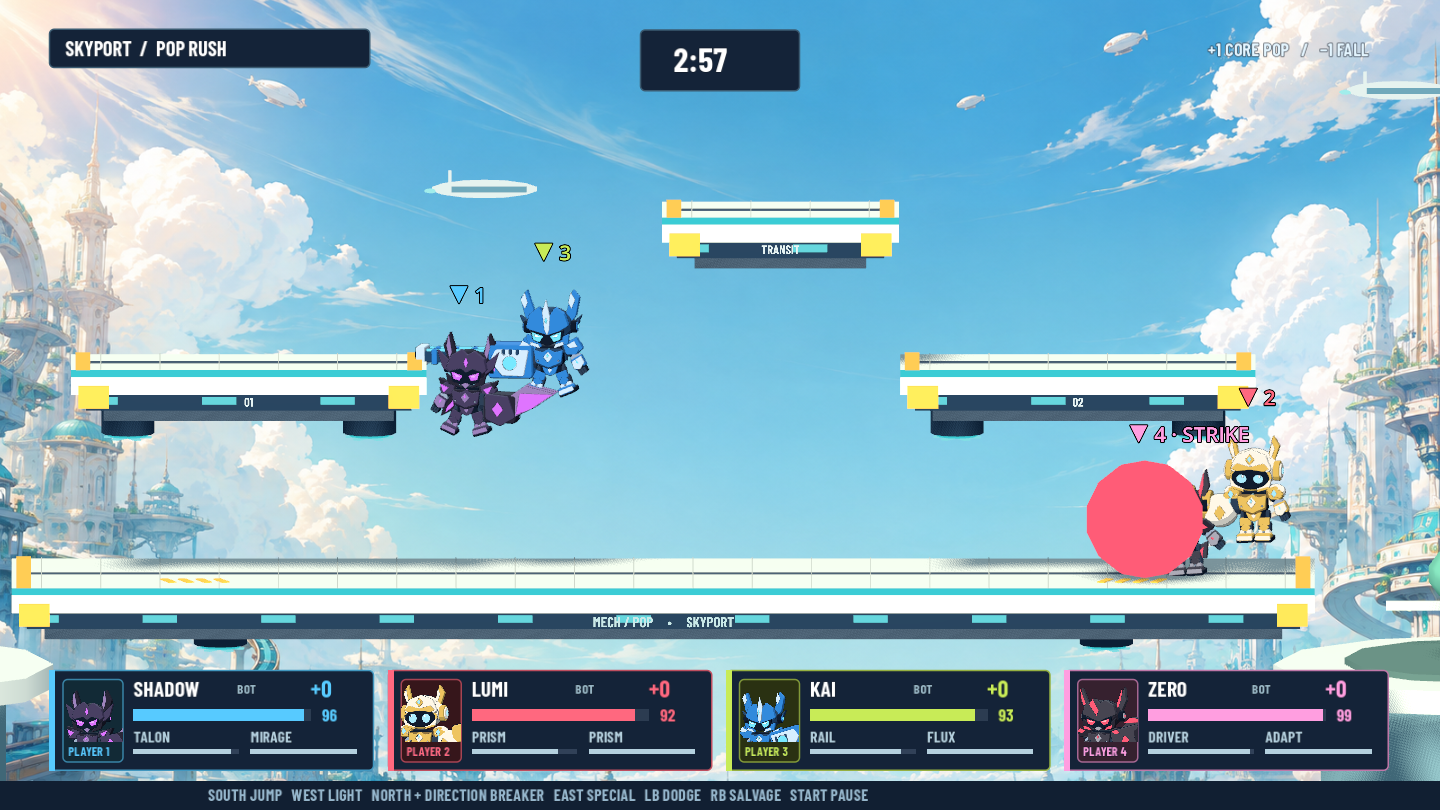 SKYPORT / POP RUSH
2:57
+1 CORE POP / -1 FALL
TRANSIT
3
1
01
02
2
4 · STRIKE
MECH / POP • SKYPORT
SHADOW BOT +0
96
TALON MIRAGE
PLAYER 1
LUMI BOT +0
92
PRISM PRISM
PLAYER 2
KAI BOT +0
93
RAIL FLUX
PLAYER 3
ZERO BOT +0
99
DRIVER ADAPT
PLAYER 4
SOUTH JUMP WEST LIGHT NORTH + DIRECTION BREAKER EAST SPECIAL LB DODGE RB SALVAGE START PAUSE